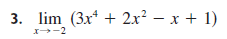 3. lim (3x⁴ + 2x² − x + 1)
x→−2